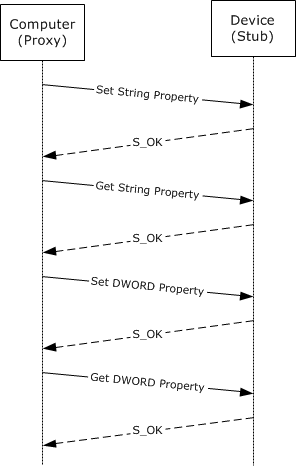 Computer
(Proxy)
Device
(Stub)
Set String Property
S_OK
Get String Property
S_OK
Set DWORD Property
S_OK
Get DWORD Property
S_OK